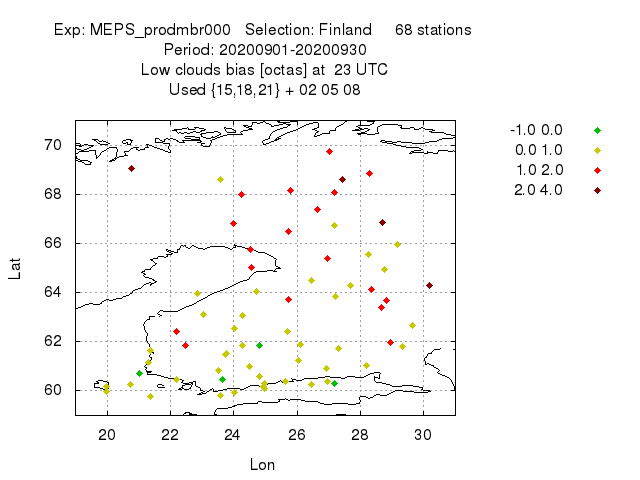 Exp: MEPS_prodmbr000   Selection: Finland     68 stations
Period: 20200901-20200930
Low clouds bias [octas] at  23 UTC
Used {15,18,21} + 02 05 08
-1.0 0.0
0.0 1.0
1.0 2.0
2.0 4.0
70
68
66
64
62
60
Lat
20 22 24 26 28 30
Lon